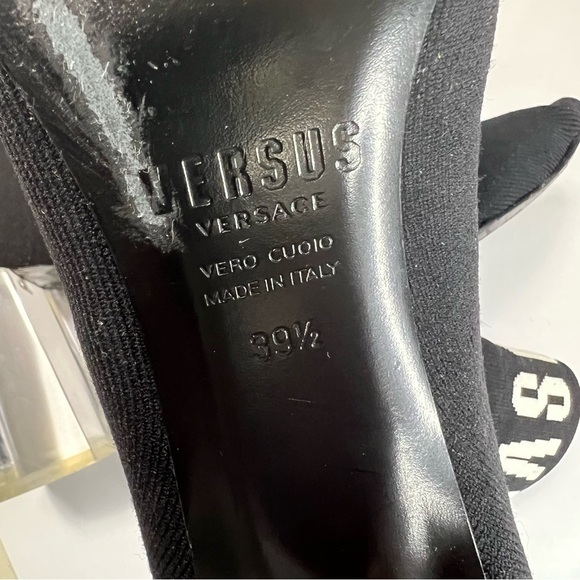 VERSUS
VERSACE
VERO CUOIO
MADE IN ITALY
39½